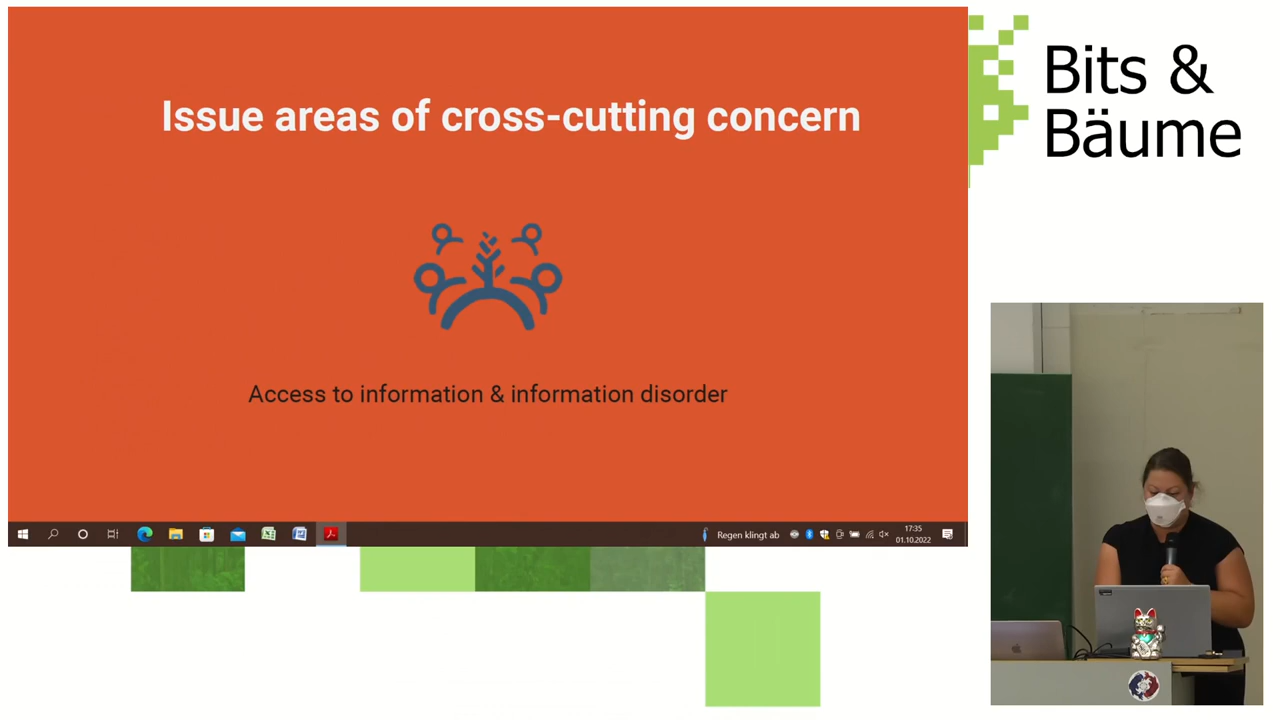 Issue areas of cross-cutting concern
Access to information & information disorder
Regen klingt ab
17:35
01.10.2022
Bits &
Bäume